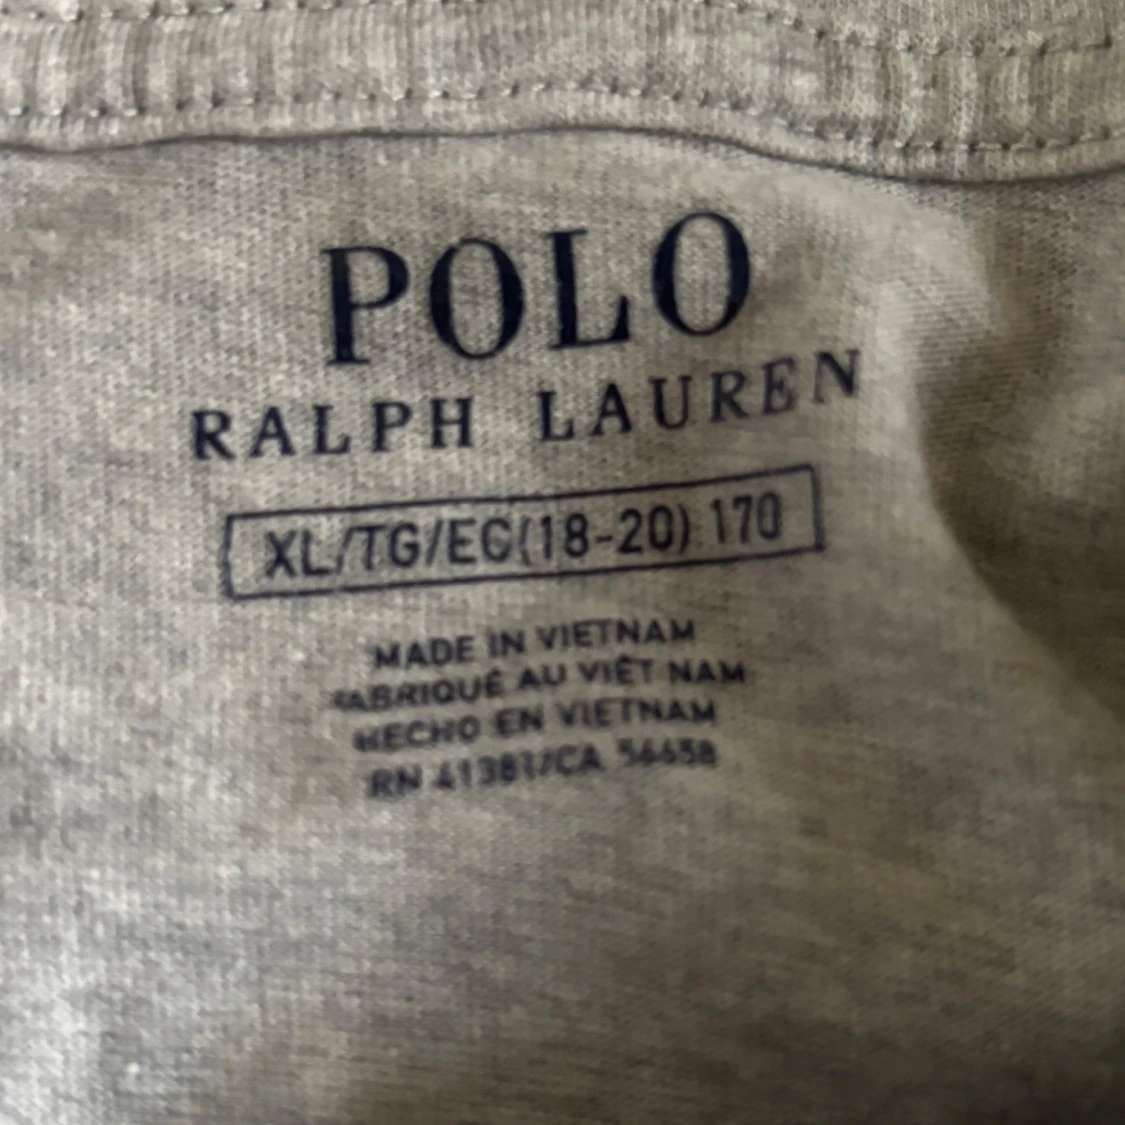 POLO
RALPH LAUREN
XL/TG/EG(18-20) 170
MADE IN VIETNAM
FABRIQUÉ AU VIÊT NAM
HECHO EN VIETNAM
RN 41381/CA 56658